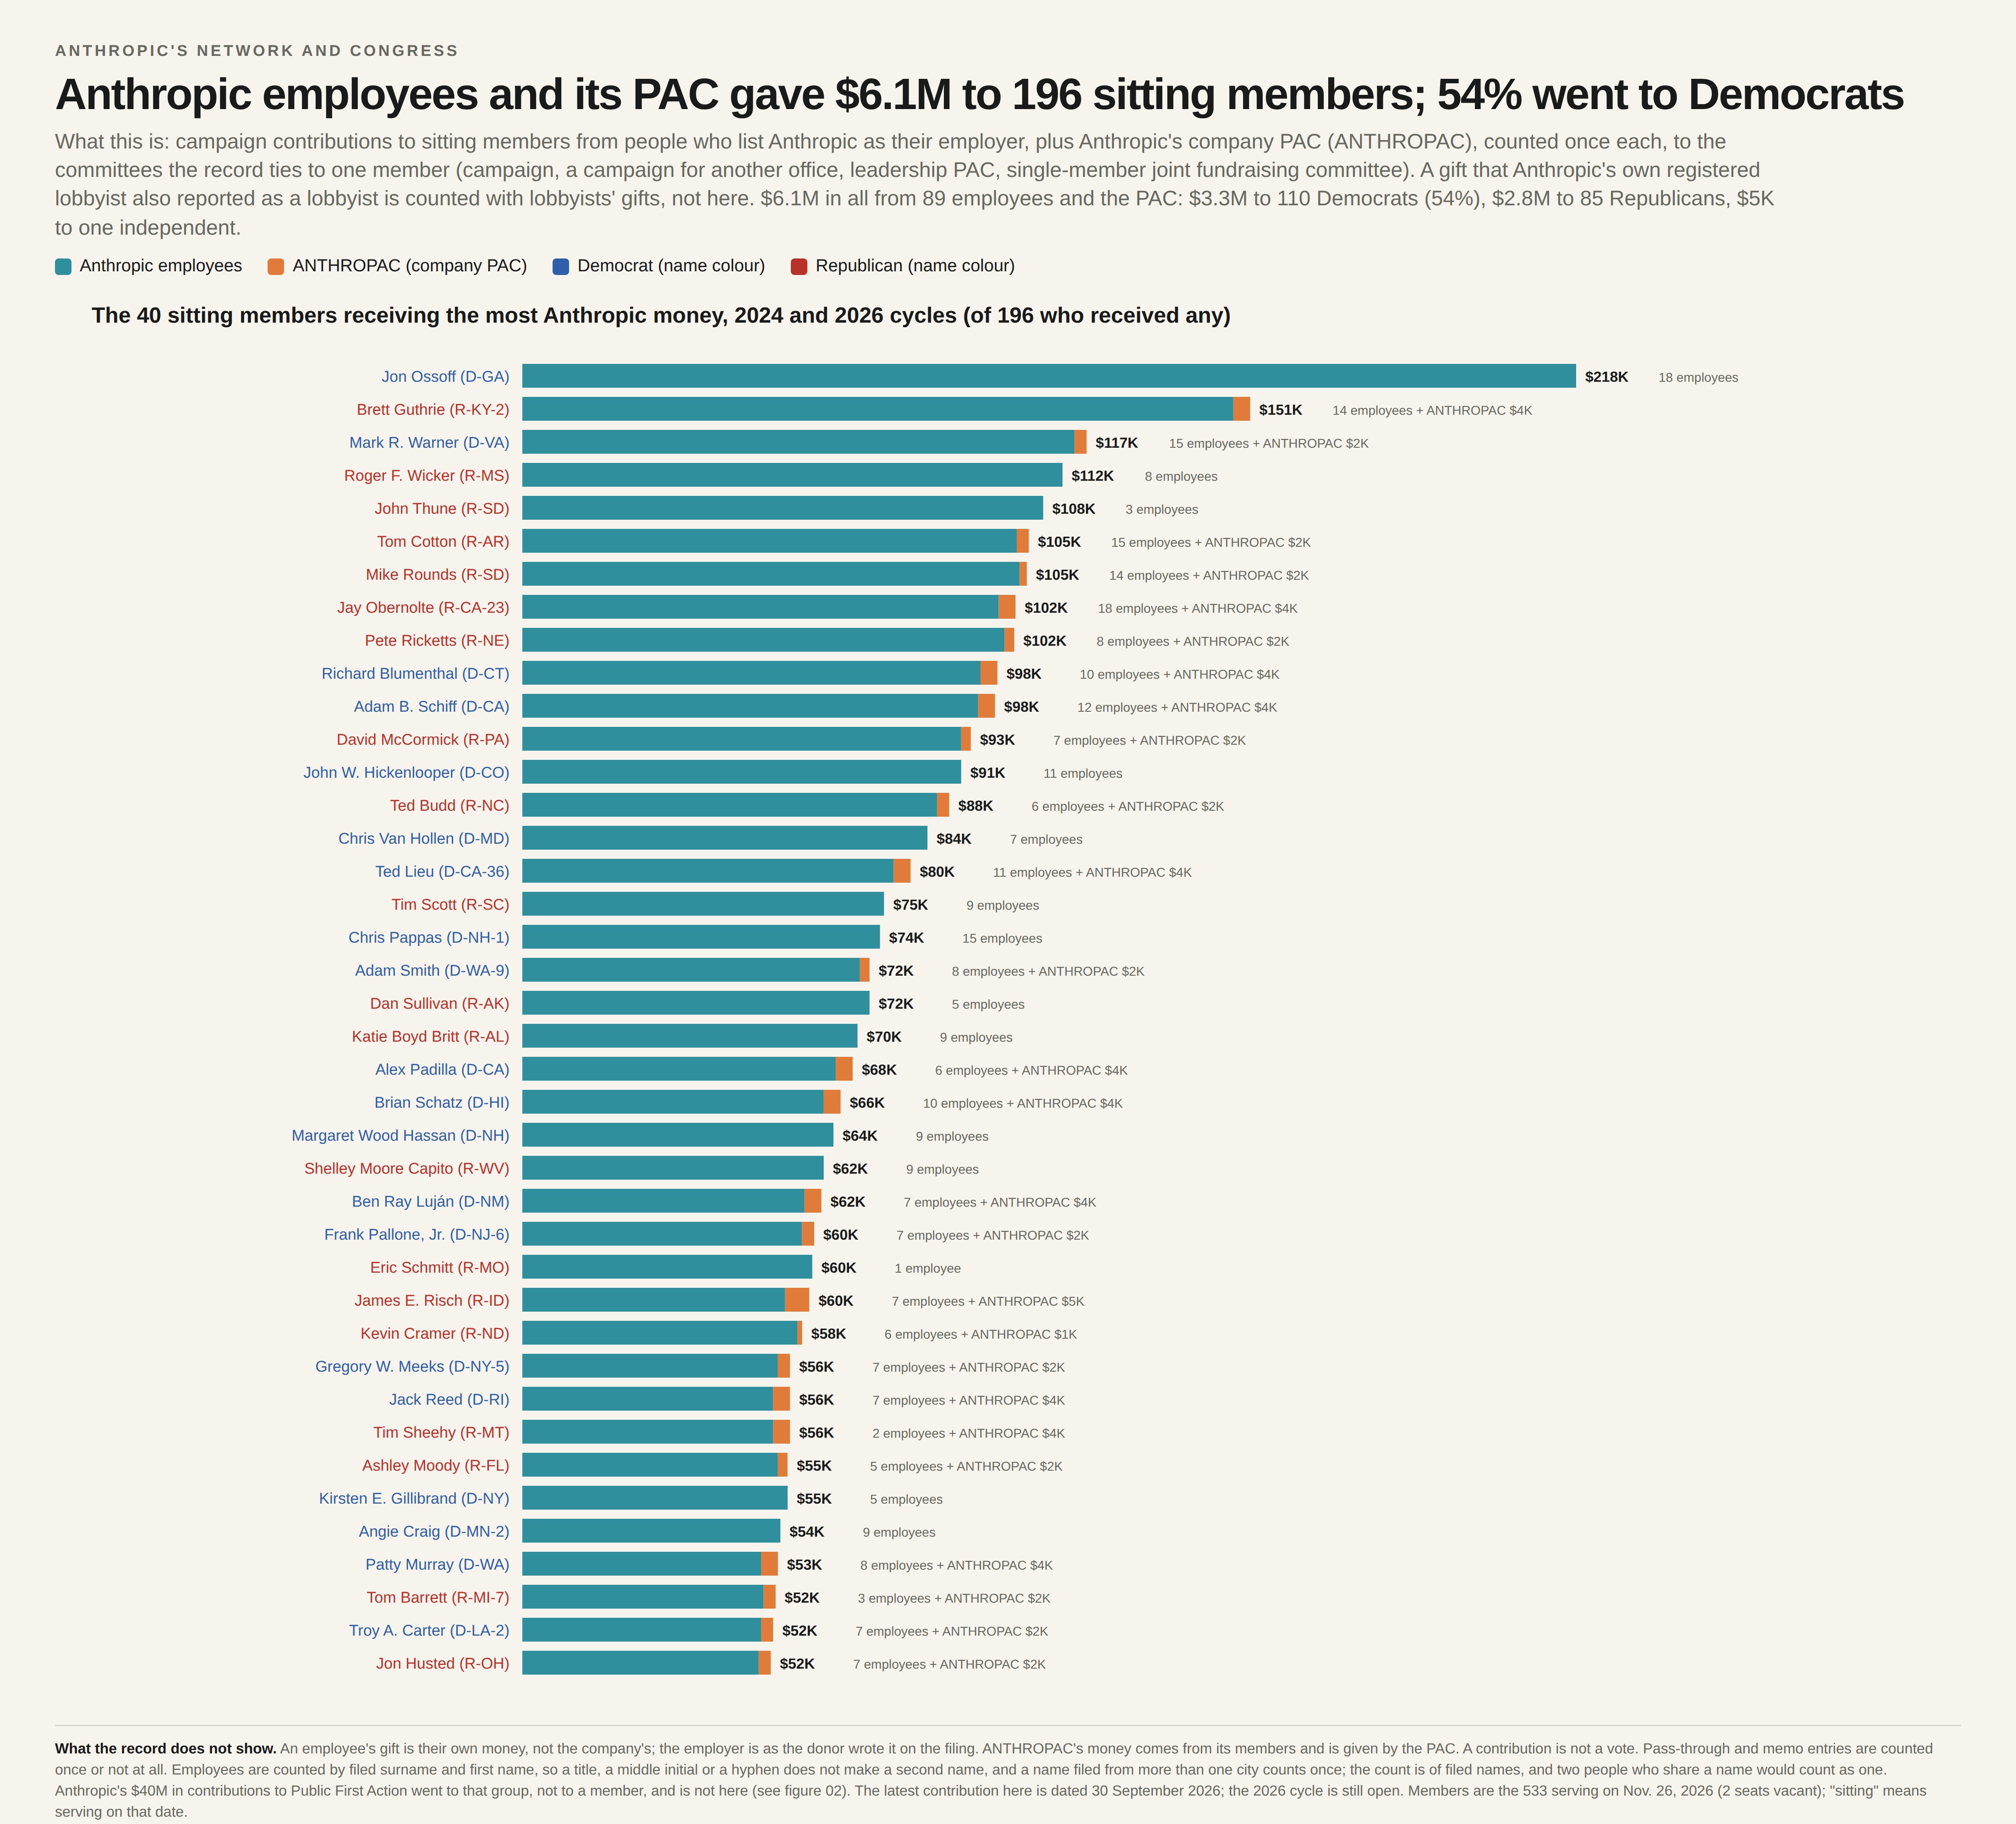 ANTHROPIC'S NETWORK AND CONGRESS
Anthropic employees and its PAC gave $6.1M to 196 sitting members; 54% went to Democrats
What this is: campaign contributions to sitting members from people who list Anthropic as their employer, plus Anthropic's company PAC (ANTHROPAC), counted once each, to the
committees the record ties to one member (campaign, a campaign for another office, leadership PAC, single-member joint fundraising committee). A gift that Anthropic's own registered
lobbyist also reported as a lobbyist is counted with lobbyists' gifts, not here. $6.1M in all from 89 employees and the PAC: $3.3M to 110 Democrats (54%), $2.8M to 85 Republicans, $5K
to one independent.
Anthropic employees ANTHROPAC (company PAC) Democrat (name colour) Republican (name colour)
The 40 sitting members receiving the most Anthropic money, 2024 and 2026 cycles (of 196 who received any)
Jon Ossoff (D-GA) $218K 18 employees
Brett Guthrie (R-KY-2) $151K 14 employees + ANTHROPAC $4K
Mark R. Warner (D-VA) $117K 15 employees + ANTHROPAC $2K
Roger F. Wicker (R-MS) $112K 8 employees
John Thune (R-SD) $108K 3 employees
Tom Cotton (R-AR) $105K 15 employees + ANTHROPAC $2K
Mike Rounds (R-SD) $105K 14 employees + ANTHROPAC $2K
Jay Obernolte (R-CA-23) $102K 18 employees + ANTHROPAC $4K
Pete Ricketts (R-NE) $102K 8 employees + ANTHROPAC $2K
Richard Blumenthal (D-CT) $98K 10 employees + ANTHROPAC $4K
Adam B. Schiff (D-CA) $98K 12 employees + ANTHROPAC $4K
David McCormick (R-PA) $93K 7 employees + ANTHROPAC $2K
John W. Hickenlooper (D-CO) $91K 11 employees
Ted Budd (R-NC) $88K 6 employees + ANTHROPAC $2K
Chris Van Hollen (D-MD) $84K 7 employees
Ted Lieu (D-CA-36) $80K 11 employees + ANTHROPAC $4K
Tim Scott (R-SC) $75K 9 employees
Chris Pappas (D-NH-1) $74K 15 employees
Adam Smith (D-WA-9) $72K 8 employees + ANTHROPAC $2K
Dan Sullivan (R-AK) $72K 5 employees
Katie Boyd Britt (R-AL) $70K 9 employees
Alex Padilla (D-CA) $68K 6 employees + ANTHROPAC $4K
Brian Schatz (D-HI) $66K 10 employees + ANTHROPAC $4K
Margaret Wood Hassan (D-NH) $64K 9 employees
Shelley Moore Capito (R-WV) $62K 9 employees
Ben Ray Luján (D-NM) $62K 7 employees + ANTHROPAC $4K
Frank Pallone, Jr. (D-NJ-6) $60K 7 employees + ANTHROPAC $2K
Eric Schmitt (R-MO) $60K 1 employee
James E. Risch (R-ID) $60K 7 employees + ANTHROPAC $5K
Kevin Cramer (R-ND) $58K 6 employees + ANTHROPAC $1K
Gregory W. Meeks (D-NY-5) $56K 7 employees + ANTHROPAC $2K
Jack Reed (D-RI) $56K 7 employees + ANTHROPAC $4K
Tim Sheehy (R-MT) $56K 2 employees + ANTHROPAC $4K
Ashley Moody (R-FL) $55K 5 employees + ANTHROPAC $2K
Kirsten E. Gillibrand (D-NY) $55K 5 employees
Angie Craig (D-MN-2) $54K 9 employees
Patty Murray (D-WA) $53K 8 employees + ANTHROPAC $4K
Tom Barrett (R-MI-7) $52K 3 employees + ANTHROPAC $2K
Troy A. Carter (D-LA-2) $52K 7 employees + ANTHROPAC $2K
Jon Husted (R-OH) $52K 7 employees + ANTHROPAC $2K
What the record does not show. An employee's gift is their own money, not the company's; the employer is as the donor wrote it on the filing. ANTHROPAC's money comes from its members and is given by the PAC. A contribution is not a vote. Pass-through and memo entries are counted
once or not at all. Employees are counted by filed surname and first name, so a title, a middle initial or a hyphen does not make a second name, and a name filed from more than one city counts once; the count is of filed names, and two people who share a name would count as one.
Anthropic's $40M in contributions to Public First Action went to that group, not to a member, and is not here (see figure 02). The latest contribution here is dated 30 September 2026; the 2026 cycle is still open. Members are the 533 serving on Nov. 26, 2026 (2 seats vacant); "sitting" means
serving on that date.